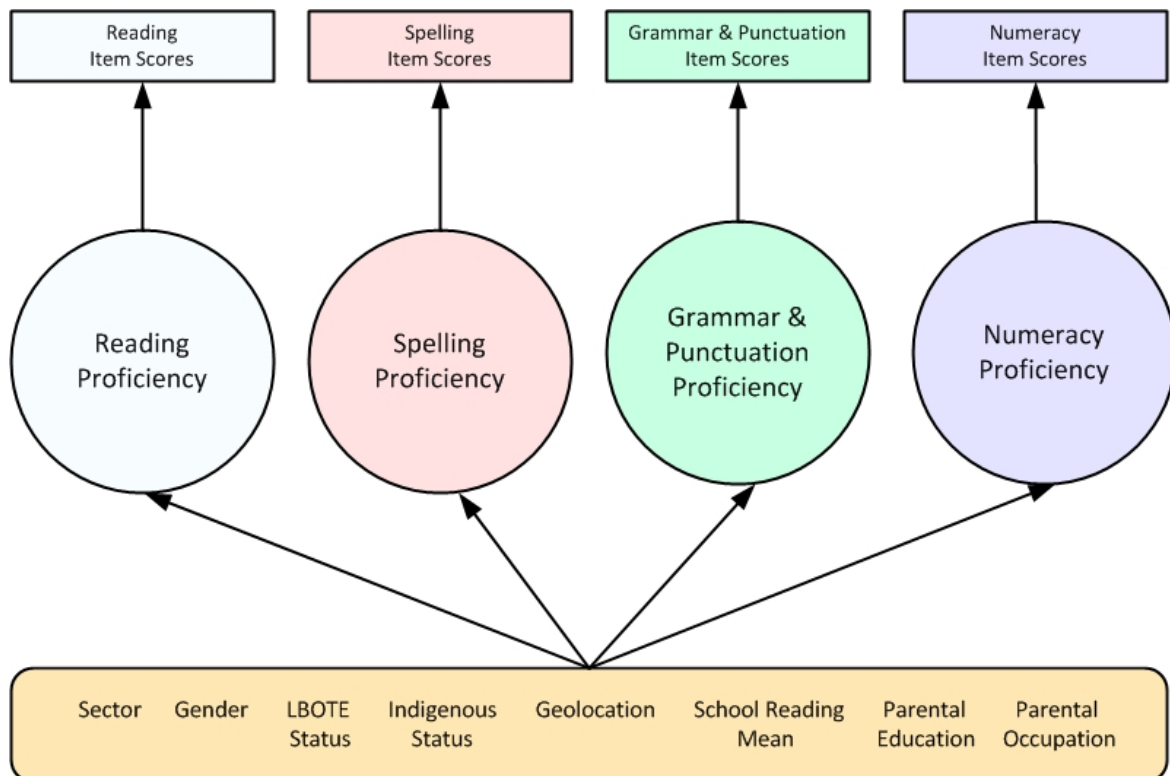 Reading
Item Scores
Spelling
Item Scores
Grammar & Punctuation
Item Scores
Numeracy
Item Scores
Reading
Proficiency
Spelling
Proficiency
Grammar &
Punctuation
Proficiency
Numeracy
Proficiency
Sector
Gender
LBOTE
Status
Indigenous
Status
Geolocation
School Reading
Mean
Parental
Education
Parental
Occupation